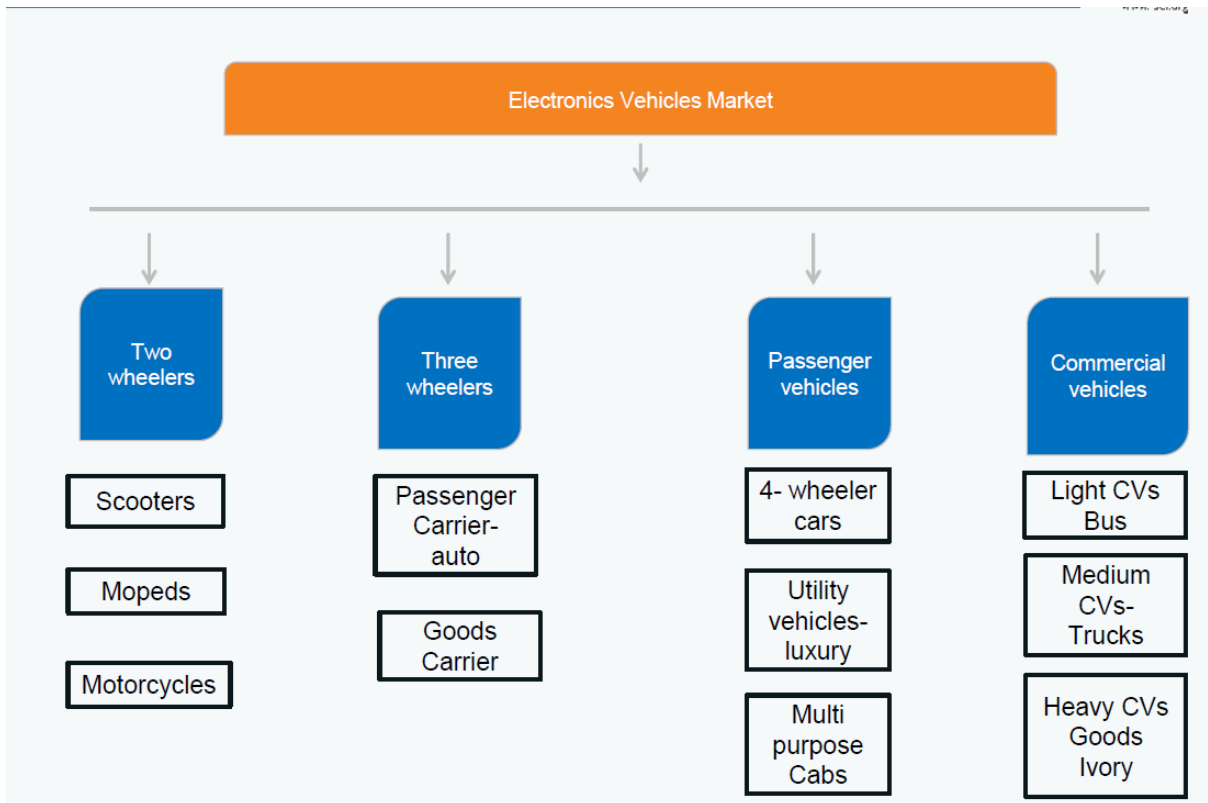 Electronics Vehicles Market
Two
wheelers
Three
wheelers
Passenger
vehicles
Commercial
vehicles
Scooters
Mopeds
Motorcycles
Passenger
Carrier-
auto
Goods
Carrier
4- wheeler
cars
Utility
vehicles-
luxury
Multi
purpose
Cabs
Light CVs
Bus
Medium
CVs-
Trucks
Heavy CVs
Goods
Ivory